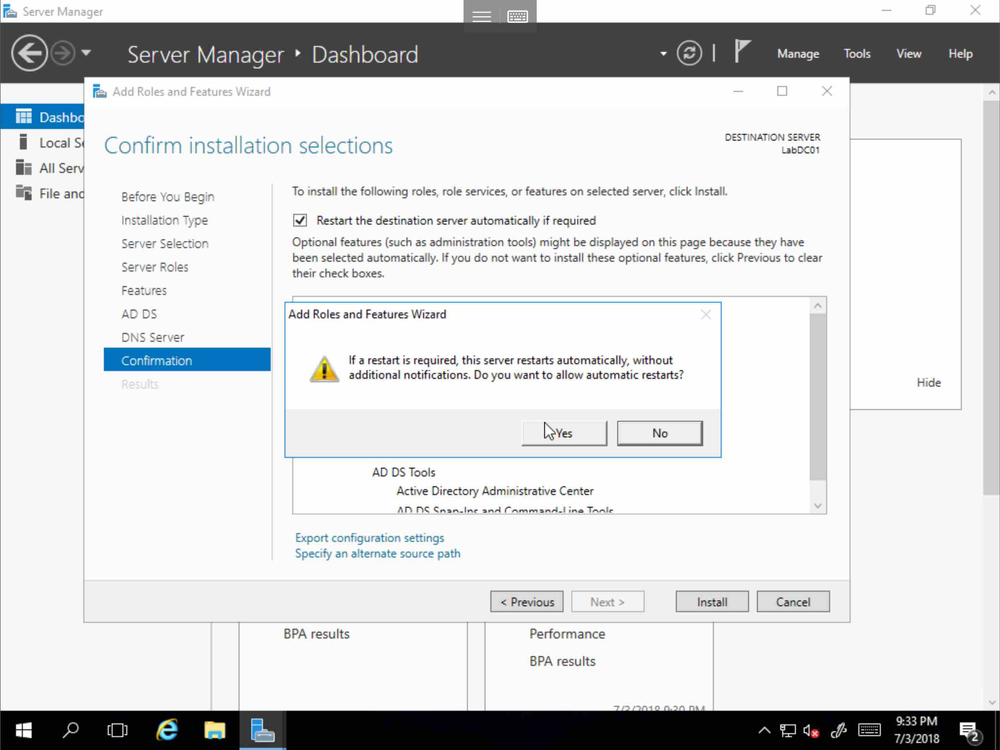 Server Manager
Server Manager ‣ Dashboard
Manage
Tools
View
Help
Dashbo
Local Se
All Serv
File and
Add Roles and Features Wizard
Confirm installation selections
DESTINATION SERVER
LabDC01
Before You Begin
Installation Type
Server Selection
Server Roles
Features
AD DS
DNS Server
Confirmation
Results
To install the following roles, role services, or features on selected server, click Install.
Restart the destination server automatically if required
Optional features (such as administration tools) might be displayed on this page because they have
been selected automatically. If you do not want to install these optional features, click Previous to clear
their check boxes.
Add Roles and Features Wizard
If a restart is required, this server restarts automatically, without
additional notifications. Do you want to allow automatic restarts?
Yes
No
Hide
AD DS Tools
Active Directory Administrative Center
AD DS Snap-Ins and Command-Line Tools
Export configuration settings
Specify an alternate source path
< Previous
Next >
Install
Cancel
BPA results
Performance
BPA results
7/3/2018 9:30 PM
9:33 PM
7/3/2018
2